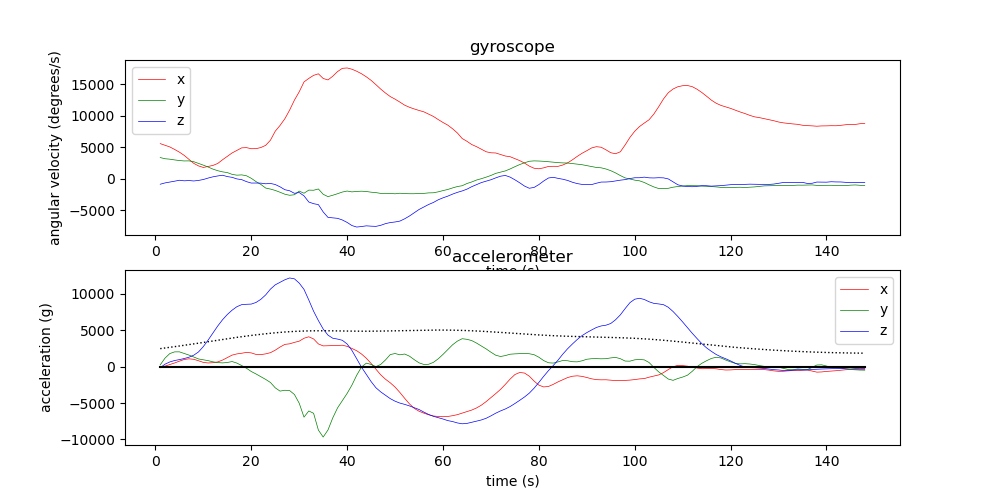 gyroscope
angular velocity (degrees/s)
15000
10000
5000
0
−5000
x
y
z
0 20 40 60 80 100 120 140
time (s)
accelerometer
acceleration (g)
10000
5000
0
−5000
−10000
x
y
z
0 20 40 60 80 100 120 140
time (s)